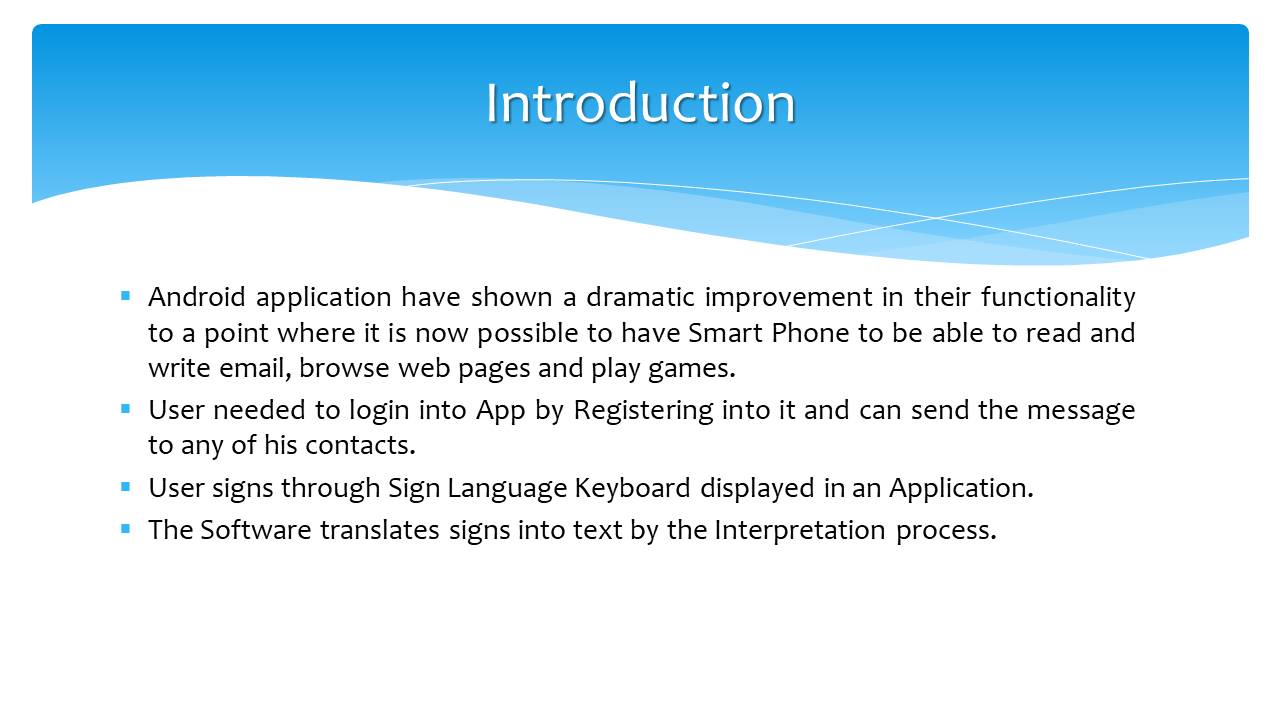 Introduction
Android application have shown a dramatic improvement in their functionality
to a point where it is now possible to have Smart Phone to be able to read and
write email, browse web pages and play games.
User needed to login into App by Registering into it and can send the message
to any of his contacts.
User signs through Sign Language Keyboard displayed in an Application.
The Software translates signs into text by the Interpretation process.